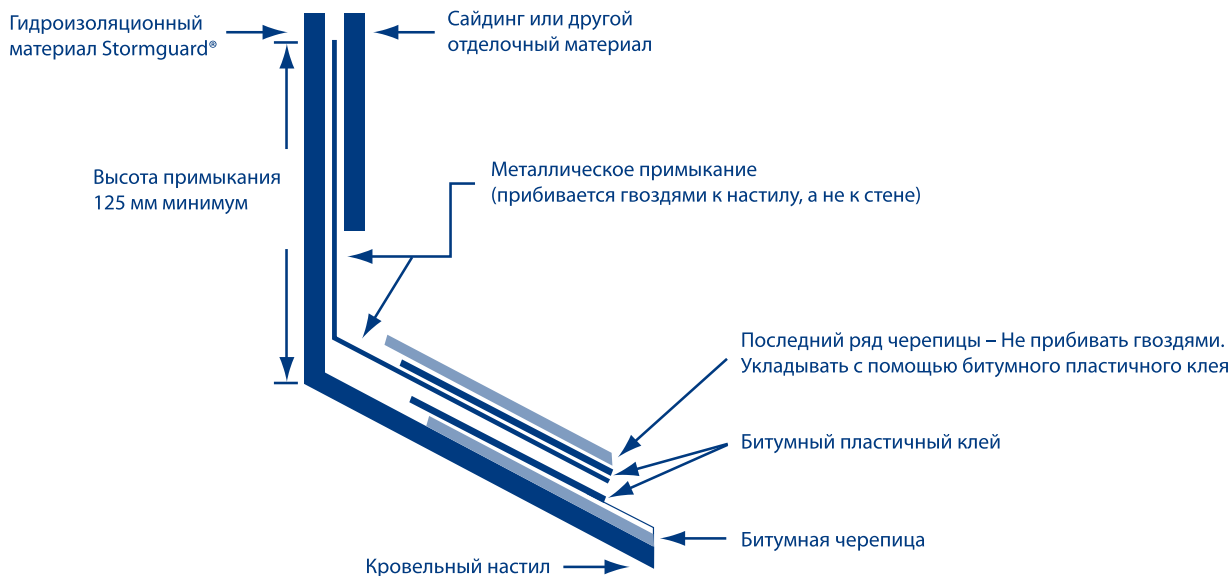 Гидроизоляционный
материал Stormguard®
Сайдинг или другой
отделочный материал
Высота примыкания
125 мм минимум
Металлическое примыкание
(прибивается гвоздями к настилу, а не к стене)
Последний ряд черепицы – Не прибивать гвоздями.
Укладывать с помощью битумного пластичного клея
Битумный пластичный клей
Битумная черепица
Кровельный настил